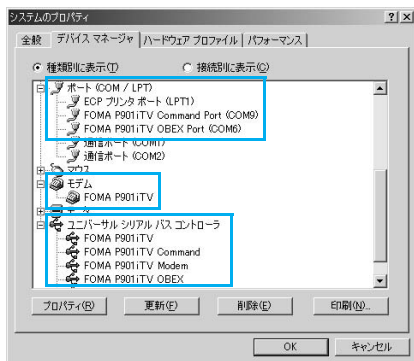 システムのプロパティ
全般 デバイス マネージャ ハードウェア プロファイル パフォーマンス
種類別に表示(T) 接続別に表示(C)
ポート (COM / LPT)
ECP プリンタ ポート (LPT1)
FOMA P901iTV Command Port (COM9)
FOMA P901iTV OBEX Port (COM6)
通信ポート (COM1)
通信ポート (COM2)
マウス
モデム
FOMA P901iTV
ユニバーサル シリアル バス コントローラ
FOMA P901iTV
FOMA P901iTV Command
FOMA P901iTV Modem
FOMA P901iTV OBEX
プロパティ(R) 更新(F) 削除(E) 印刷(N)...
OK キャンセル